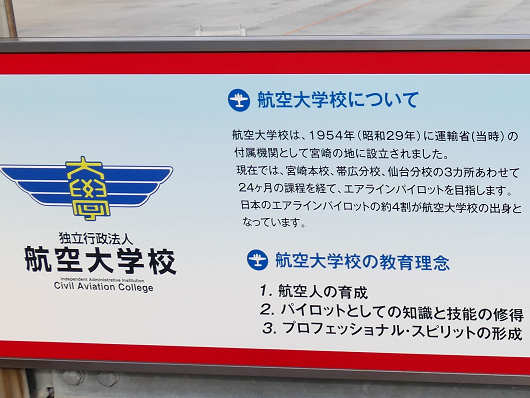 航空大学校について
航空大学校は、1954年(昭和29年)に運輸省(当時)の
付属機関として宮崎の地に設立されました。
現在では、宮崎本校、帯広分校、仙台分校の3カ所あわせて
24ヶ月の課程を経て、エアラインパイロットを目指します。
日本のエアラインパイロットの約4割が航空大学校の出身と
なっています。
大學
独立行政法人
航空大学校
Independent Administrative Institution
Civil Aviation College
航空大学校の教育理念
1. 航空人の育成
2. パイロットとしての知識と技能の修得
3. プロフェッショナル・スピリットの形成